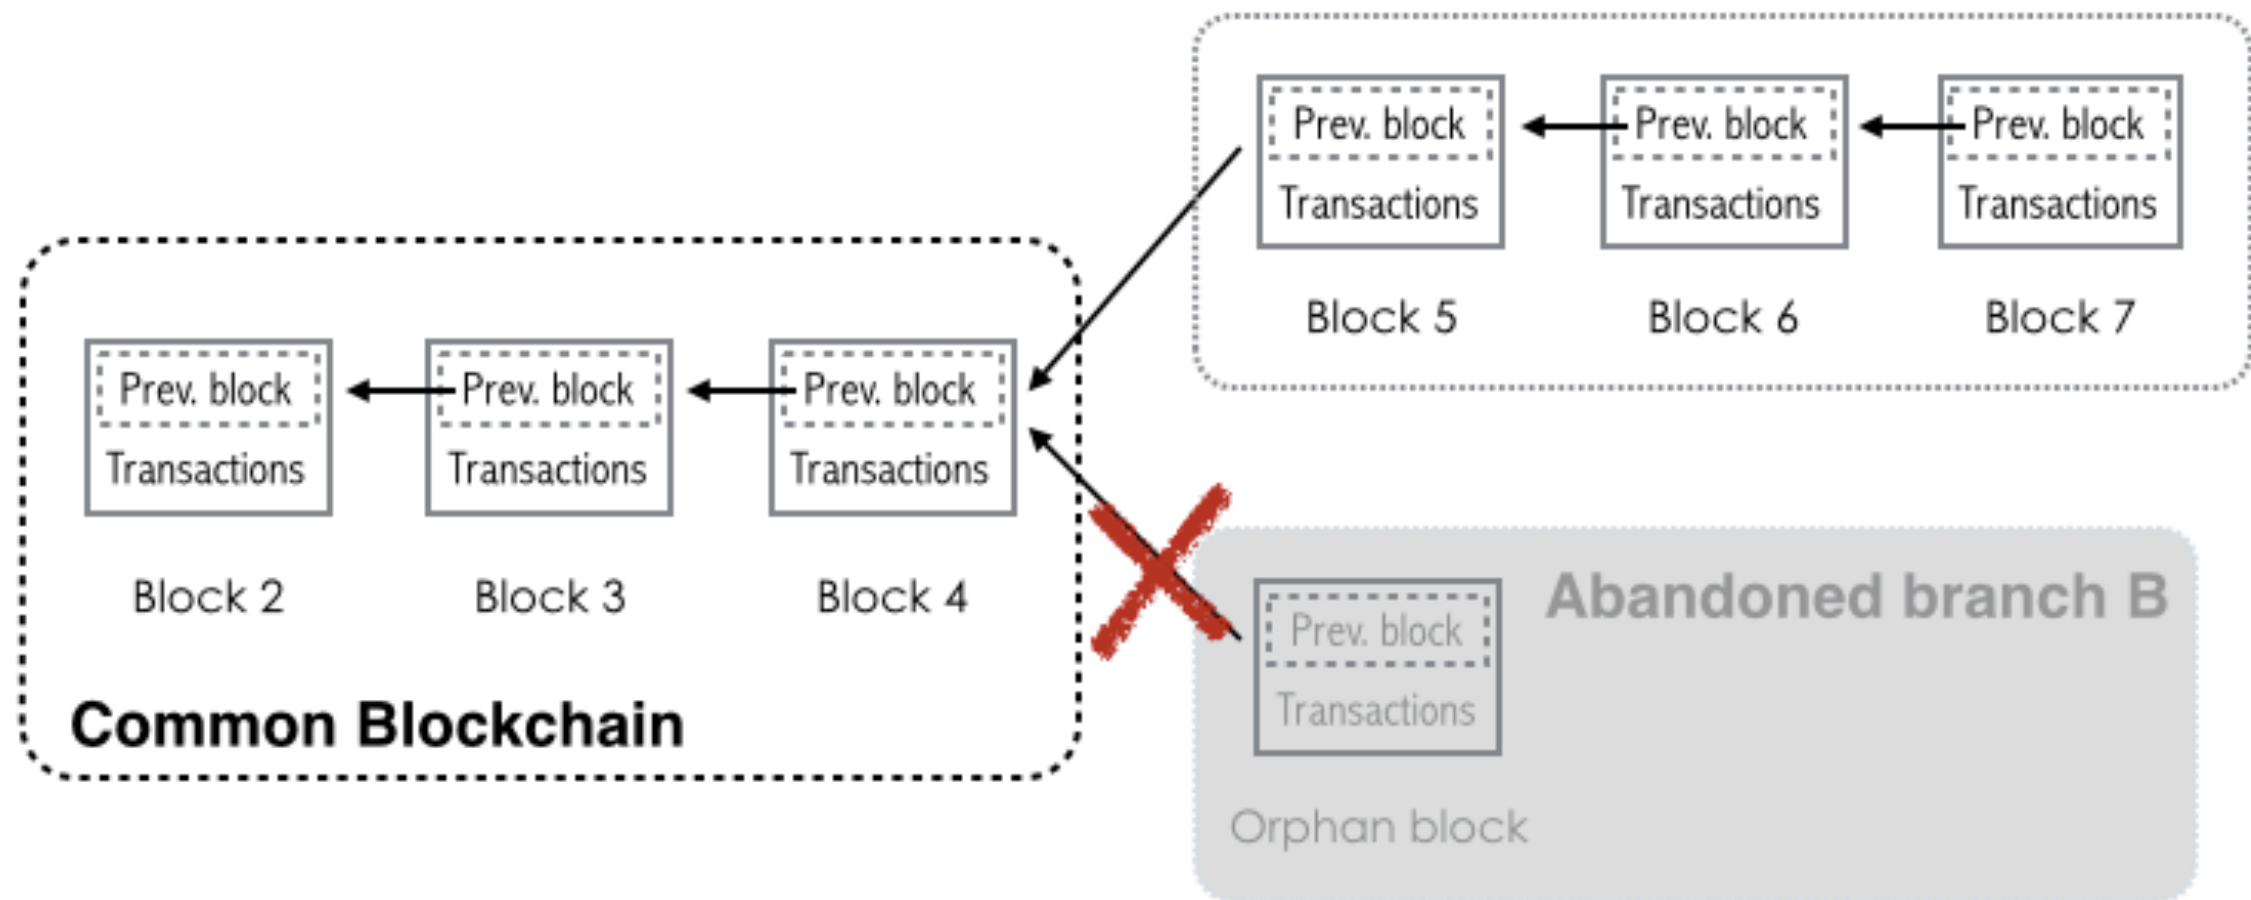 Prev. block
Transactions
Block 5
Prev. block
Transactions
Block 6
Prev. block
Transactions
Block 7
Prev. block
Transactions
Block 2
Prev. block
Transactions
Block 3
Prev. block
Transactions
Block 4
Common Blockchain
Abandoned branch B
Prev. block
Transactions
Orphan block